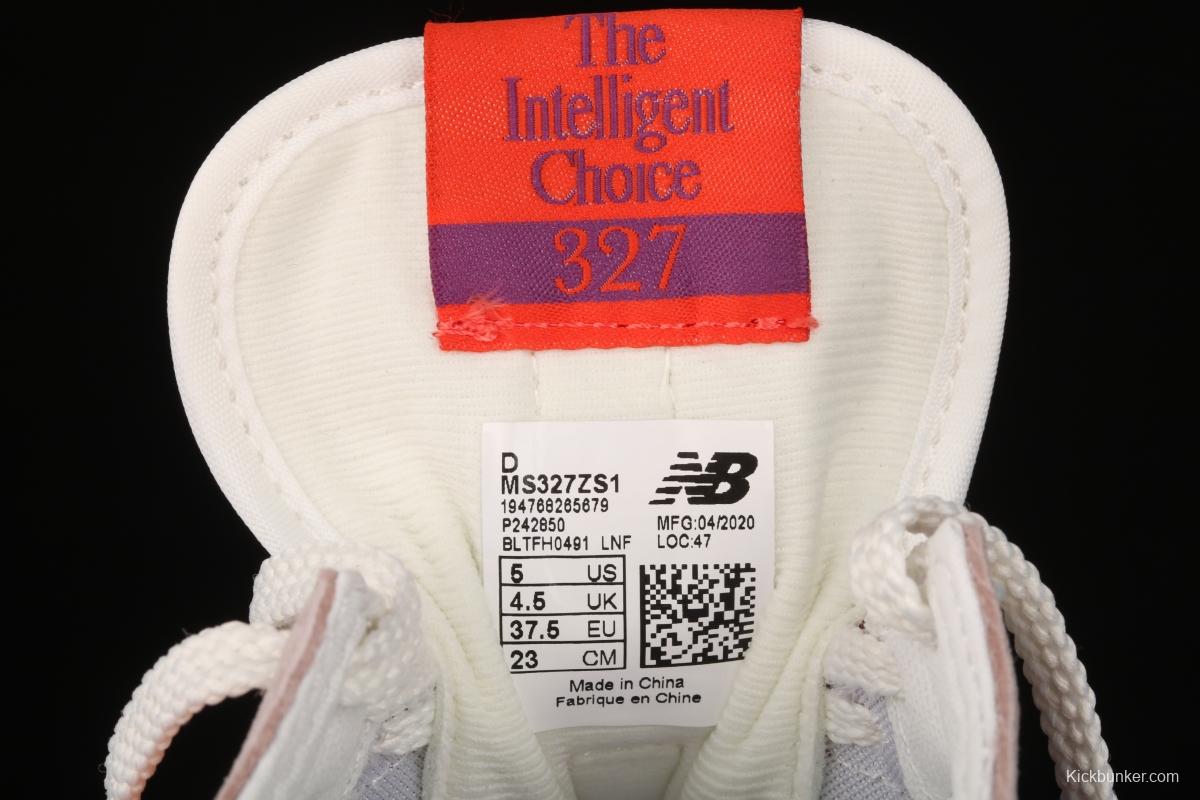 The
Intelligent
Choice
327
D
MS327ZS1
194768265679
P242850
BLTFH0491 LNF
NB
MFG:04/2020
LOC:47
5 US
4.5 UK
37.5 EU
23 CM
Made in China
Fabrique en Chine
Kickbunker.com